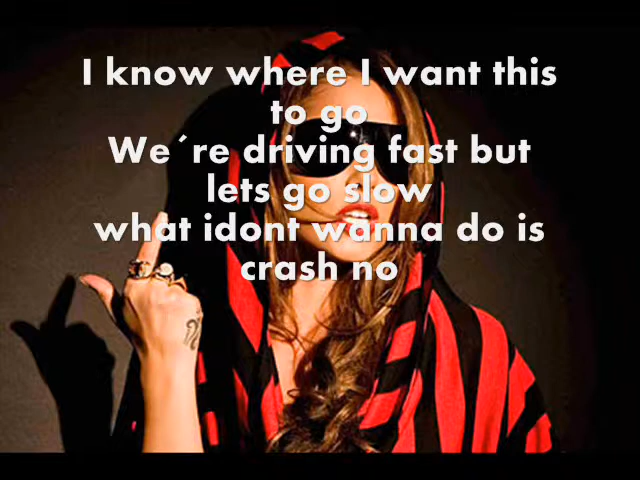 I know where I want this
to go
We´re driving fast but
lets go slow
what idont wanna do is
crash no